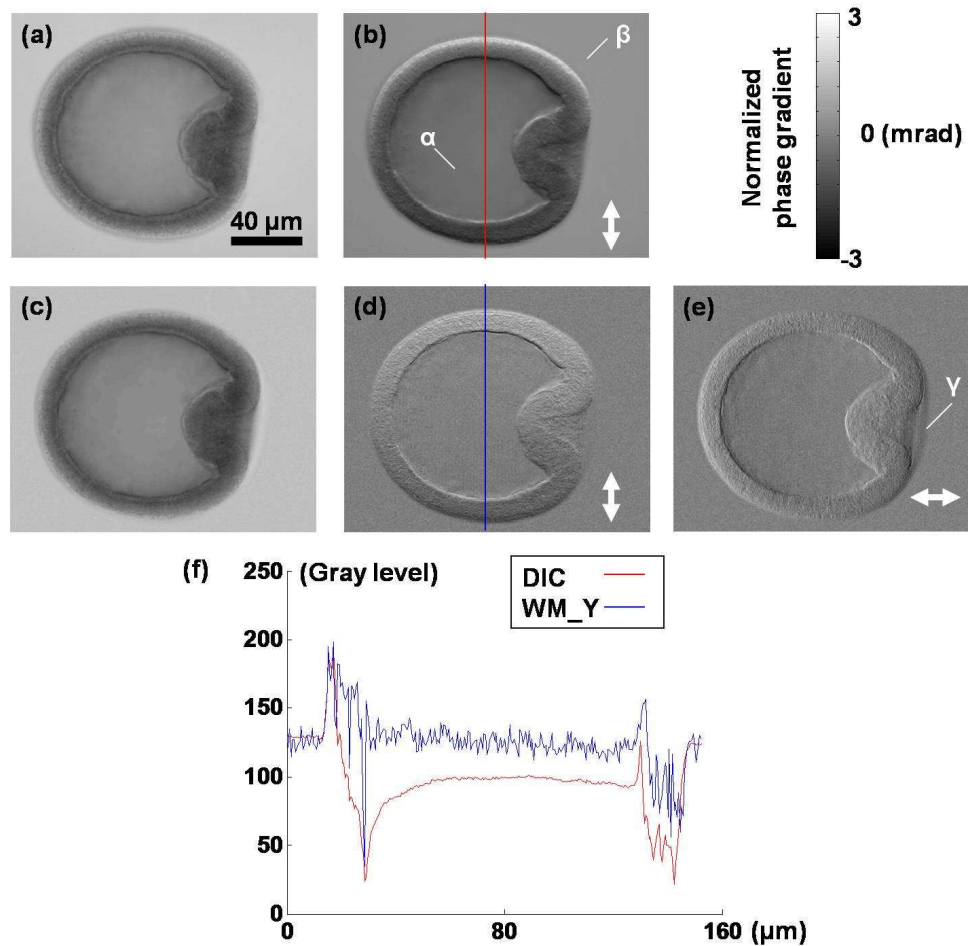 (a)
40 µm
(b)
α
β
3
Normalized
phase gradient
0 (mrad)
-3
(c)
(d)
(e)
γ
(f)
250
(Gray level)
200
150
100
50
0
DIC
WM_Y
0
80
160
(µm)